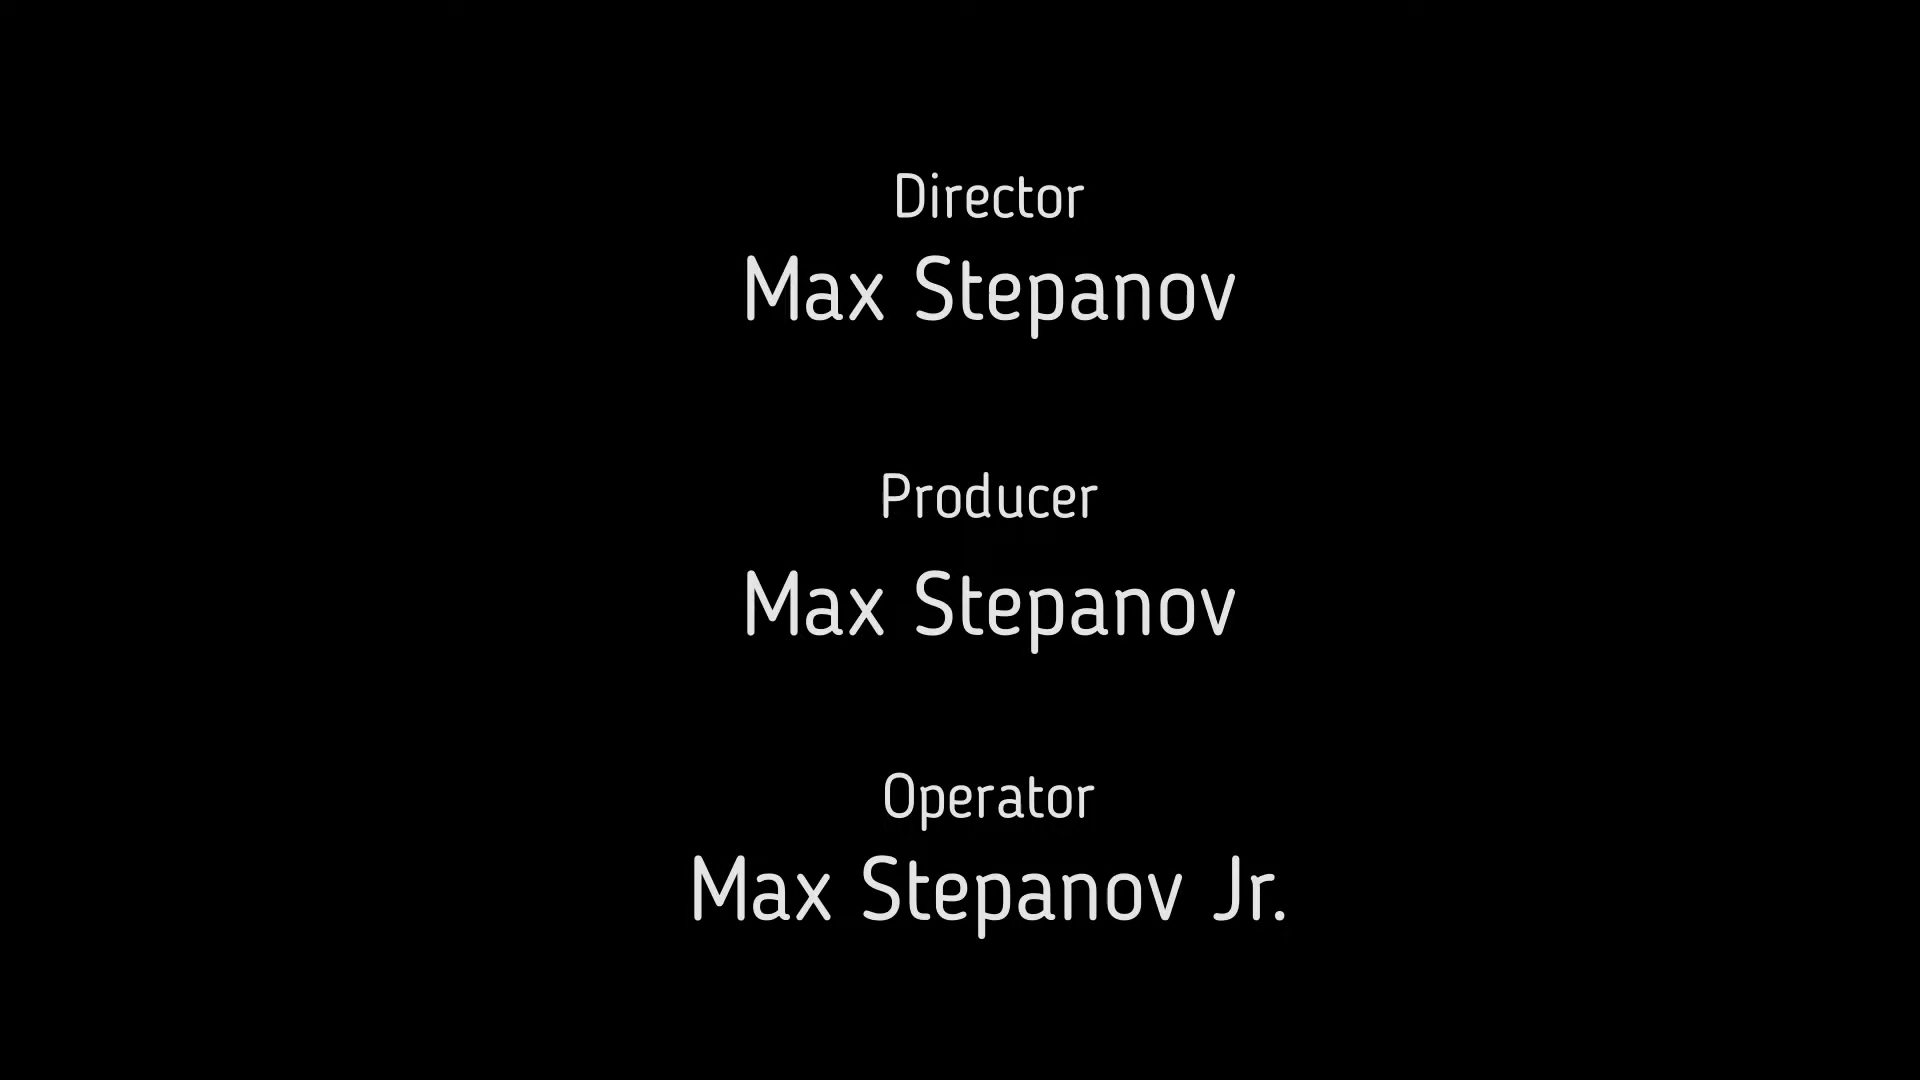 Director
Max Stepanov
Producer
Max Stepanov
Operator
Max Stepanov Jr.